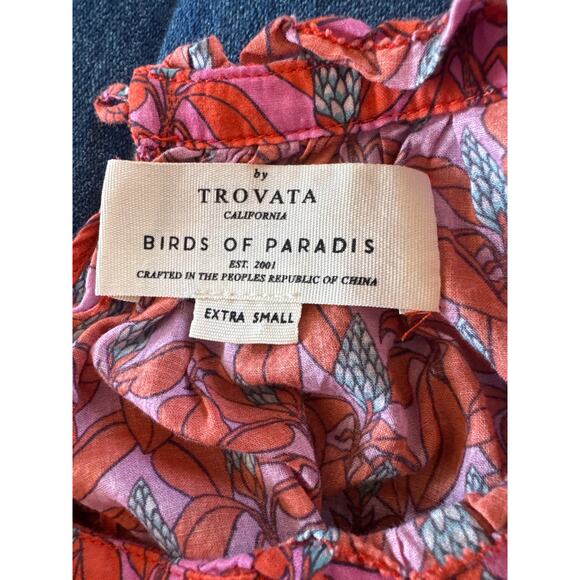 by
TROVATA
CALIFORNIA
BIRDS OF PARADIS
EST. 2001
CRAFTED IN THE PEOPLES REPUBLIC OF CHINA
EXTRA SMALL